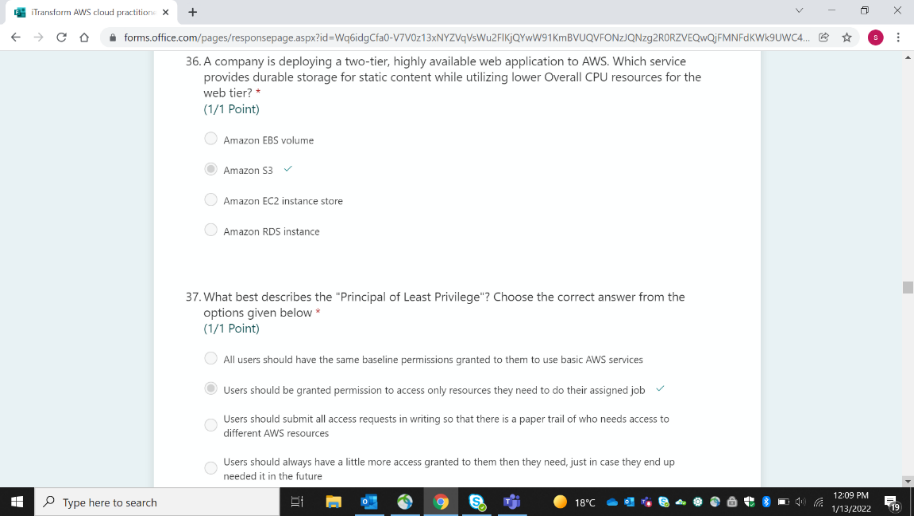 iTransform AWS cloud practition
forms.office.com/pages/responsepage.aspx?id=Wq6idgCfa0-V7V0z13xNYZVqVsWu2FIKjQYwW91KmBVUQVFONzJQNzg2R0RZVEQwQjFMNFdKWk9UWC4...
S
36. A company is deploying a two-tier, highly available web application to AWS. Which service
provides durable storage for static content while utilizing lower Overall CPU resources for the
web tier? *
(1/1 Point)
Amazon EBS volume
Amazon S3
Amazon EC2 instance store
Amazon RDS instance
37. What best describes the "Principal of Least Privilege"? Choose the correct answer from the
options given below *
(1/1 Point)
All users should have the same baseline permissions granted to them to use basic AWS services
Users should be granted permission to access only resources they need to do their assigned job
Users should submit all access requests in writing so that there is a paper trail of who needs access to
different AWS resources
Users should always have a little more access granted to them then they need, just in case they end up
needed it in the future
Type here to search
18°C
12:09 PM
1/13/2022
19